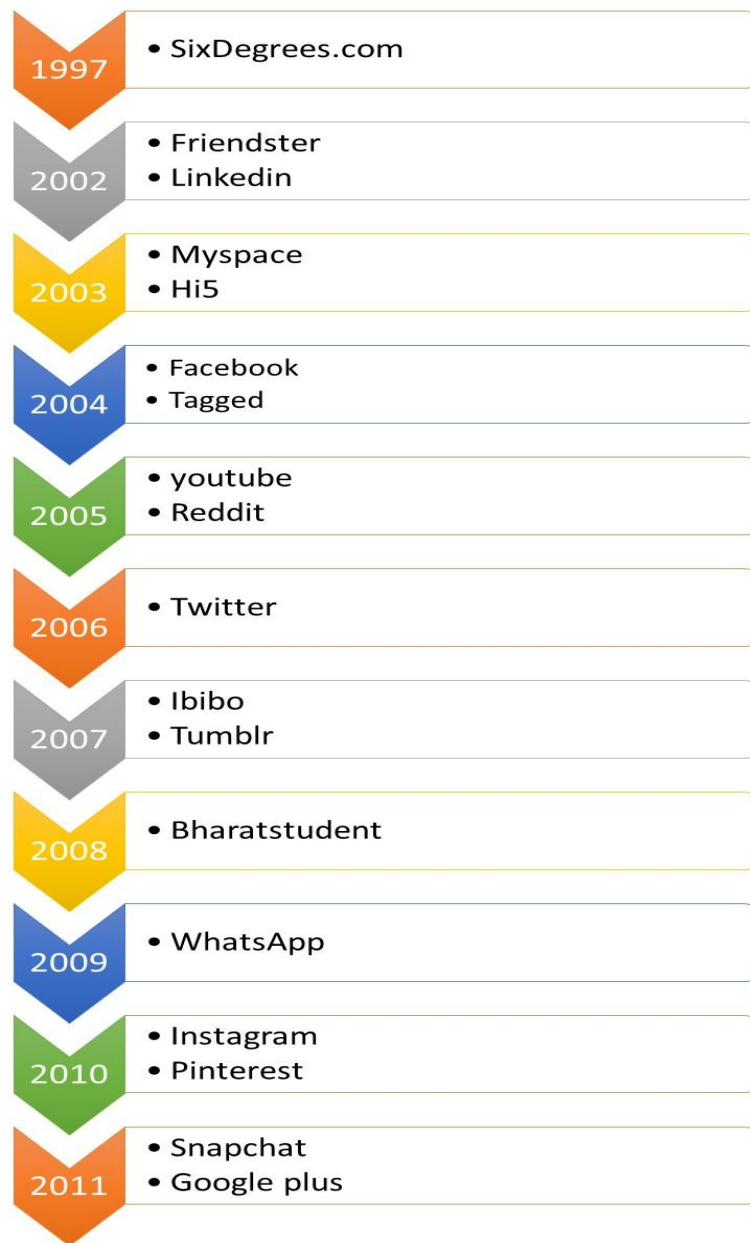 1997
• SixDegrees.com
2002
• Friendster
• Linkedin
2003
• Myspace
• Hi5
2004
• Facebook
• Tagged
2005
• youtube
• Reddit
2006
• Twitter
2007
• Ibibo
• Tumblr
2008
• Bharatstudent
2009
• WhatsApp
2010
• Instagram
• Pinterest
2011
• Snapchat
• Google plus